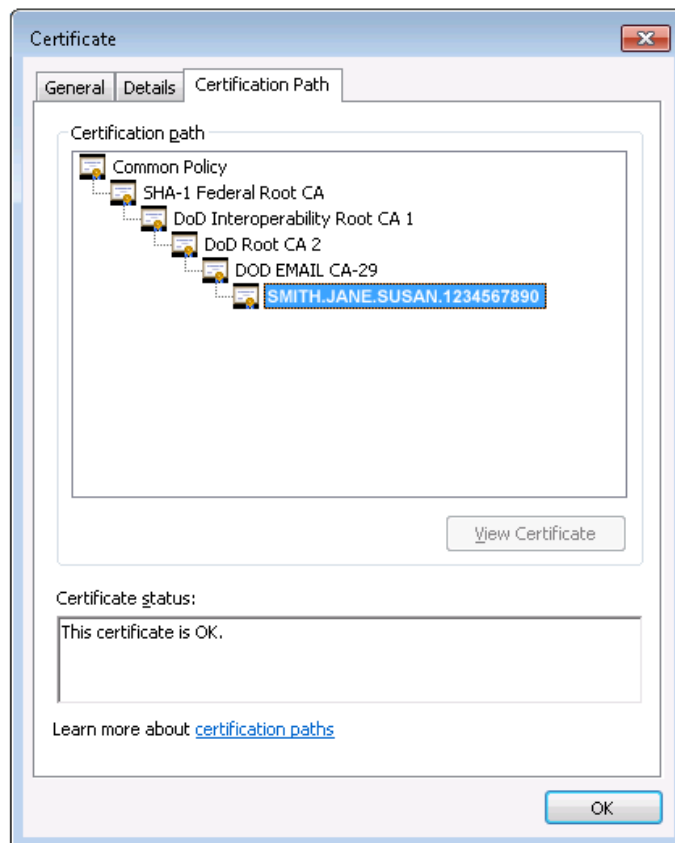 Certificate
General Details Certification Path
Certification path
Common Policy
SHA-1 Federal Root CA
DoD Interoperability Root CA 1
DoD Root CA 2
DOD EMAIL CA-29
SMITH.JANE.SUSAN.1234567890
View Certificate
Certificate status:
This certificate is OK.
Learn more about certification paths
OK